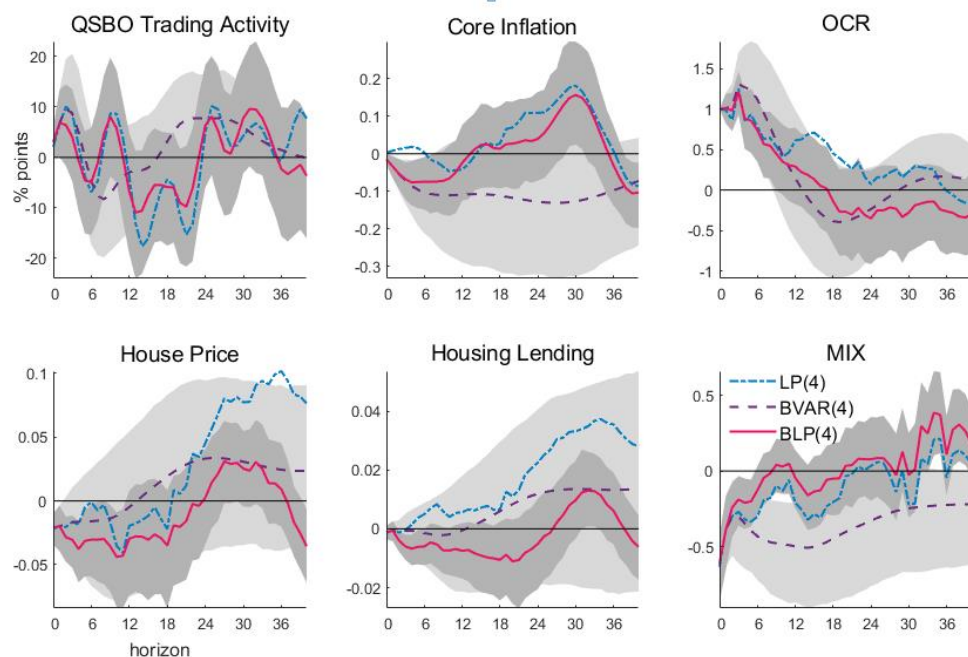 QSBO Trading Activity
Core Inflation
OCR
% points
20
10
0
-10
-20
0 6 12 18 24 30 36
0.2
0.1
0
-0.1
-0.2
-0.3
0 6 12 18 24 30 36
1.5
1
0.5
0
-0.5
-1
0 6 12 18 24 30 36
House Price
Housing Lending
MIX
0.1
0.05
0
-0.05
0 6 12 18 24 30 36
horizon
0.04
0.02
0
-0.02
0 6 12 18 24 30 36
0.5
0
-0.5
0 6 12 18 24 30 36
LP(4)
BVAR(4)
BLP(4)